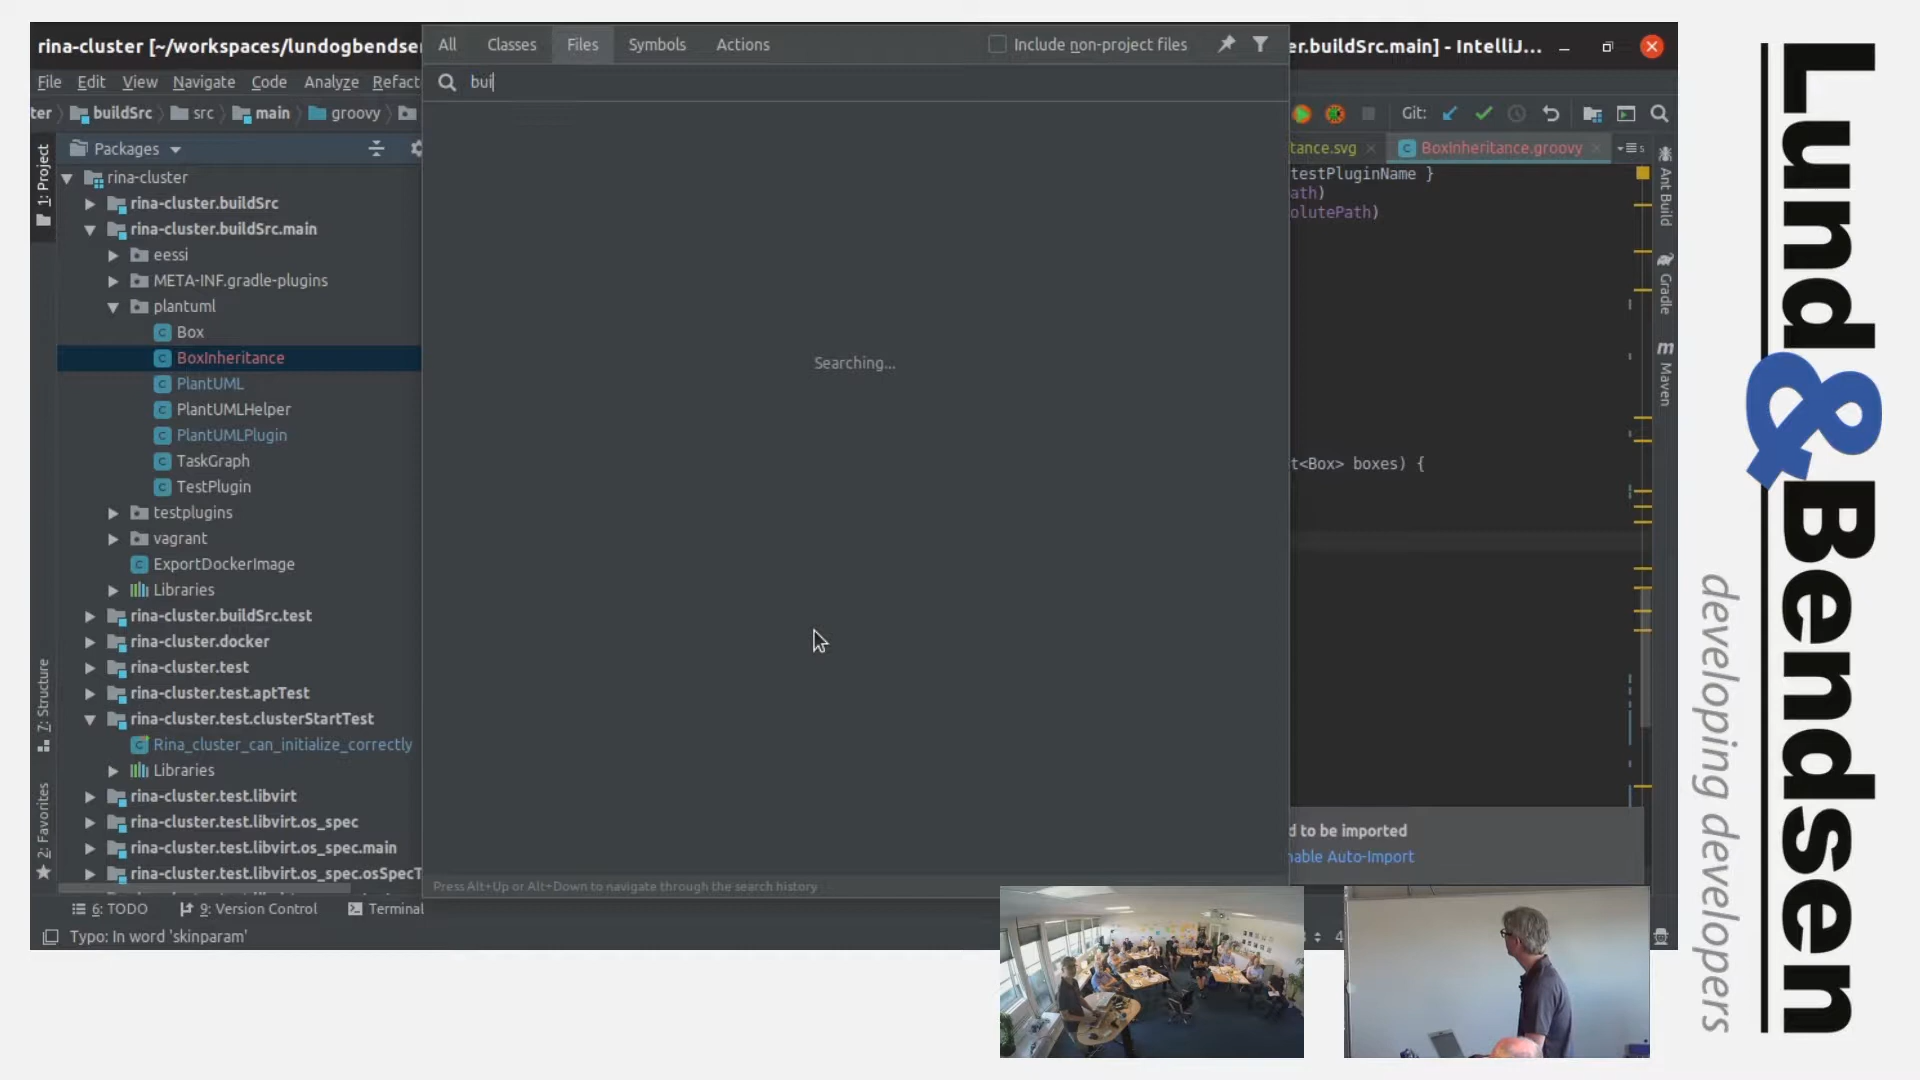 rina-cluster [~/workspaces/lundogbendse
All
Classes
Files
Symbols
Actions
Include non-project files
er.buildSrc.main] - IntelliJ...
File
Edit
View
Navigate
Code
Analyze
Refact
bui
ter
buildSrc
src
main
groovy
Git:
Packages
tance.svg
BoxInheritance.groovy
1: Project
rina-cluster
rina-cluster.buildSrc
rina-cluster.buildSrc.main
eessi
META-INF.gradle-plugins
plantuml
Box
BoxInheritance
PlantUML
PlantUMLHelper
PlantUMLPlugin
TaskGraph
TestPlugin
testplugins
vagrant
ExportDockerImage
Libraries
rina-cluster.buildSrc.test
rina-cluster.docker
rina-cluster.test
rina-cluster.test.aptTest
rina-cluster.test.clusterStartTest
Rina_cluster_can_initialize_correctly
Libraries
rina-cluster.test.libvirt
rina-cluster.test.libvirt.os_spec
rina-cluster.test.libvirt.os_spec.main
rina-cluster.test.libvirt.os_spec.osSpecT
7: Structure
2: Favorites
Searching...
Press Alt+Up or Alt+Down to navigate through the search history
testPluginName }
ath)
olutePath)
t<Box> boxes) {
d to be imported
nable Auto-Import
Ant Build
Gradle
Maven
6: TODO
9: Version Control
Terminal
Typo: In word 'skinparam'
Lund & Bendsen
developing developers